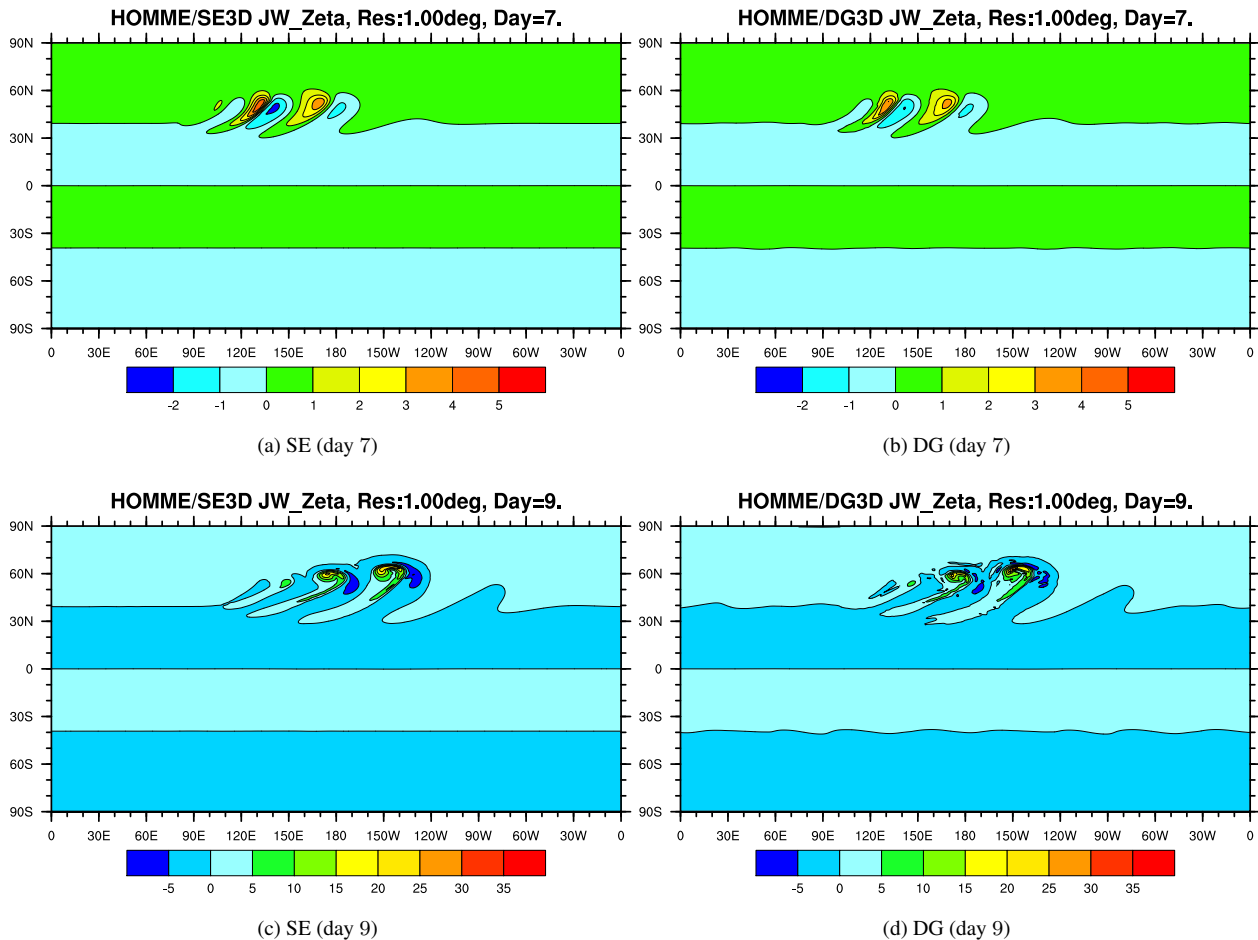 HOMME/SE3D JW_Zeta, Res:1.00deg, Day=7.
90N
60N
30N
0
30S
60S
90S
0 30E 60E 90E 120E 150E 180 150W 120W 90W 60W 30W 0
-2 -1 0 1 2 3 4 5
(a) SE (day 7)
HOMME/DG3D JW_Zeta, Res:1.00deg, Day=7.
90N
60N
30N
0
30S
60S
90S
0 30E 60E 90E 120E 150E 180 150W 120W 90W 60W 30W 0
-2 -1 0 1 2 3 4 5
(b) DG (day 7)
HOMME/SE3D JW_Zeta, Res:1.00deg, Day=9.
90N
60N
30N
0
30S
60S
90S
0 30E 60E 90E 120E 150E 180 150W 120W 90W 60W 30W 0
-5 0 5 10 15 20 25 30 35
(c) SE (day 9)
HOMME/DG3D JW_Zeta, Res:1.00deg, Day=9.
90N
60N
30N
0
30S
60S
90S
0 30E 60E 90E 120E 150E 180 150W 120W 90W 60W 30W 0
-5 0 5 10 15 20 25 30 35
(d) DG (day 9)